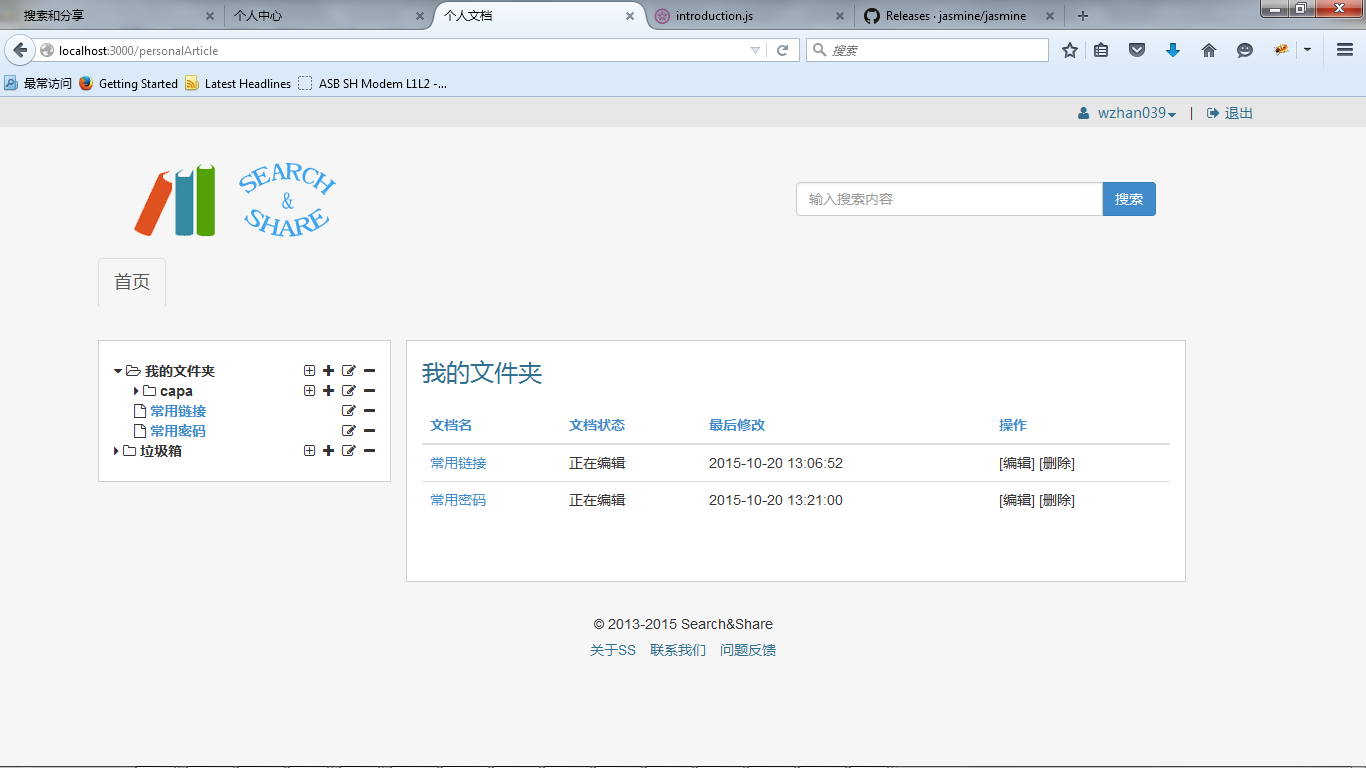 搜索和分享 个人中心 个人文档 introduction.js Releases · jasmine/jasmine
localhost:3000/personalArticle 搜索
最常访问 Getting Started Latest Headlines ASB SH Modem L1L2 -...
wzhan039 | 退出
SEARCH
&
SHARE
输入搜索内容 搜索
首页
我的文件夹
capa
常用链接
常用密码
垃圾箱
我的文件夹
文档名 文档状态 最后修改 操作
常用链接 正在编辑 2015-10-20 13:06:52 [编辑] [删除]
常用密码 正在编辑 2015-10-20 13:21:00 [编辑] [删除]
© 2013-2015 Search&Share
关于SS 联系我们 问题反馈